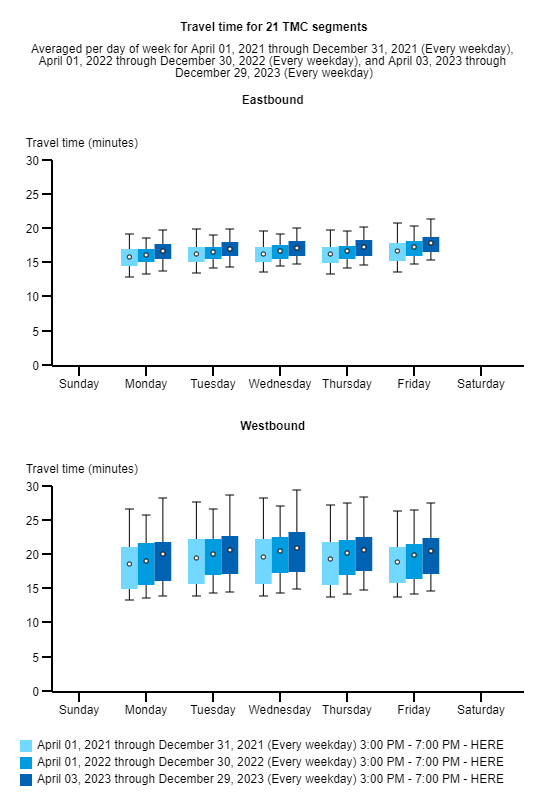 Travel time for 21 TMC segments
Averaged per day of week for April 01, 2021 through December 31, 2021 (Every weekday),
April 01, 2022 through December 30, 2022 (Every weekday), and April 03, 2023 through
December 29, 2023 (Every weekday)
Eastbound
Travel time (minutes)
30
25
20
15
10
5
0
Sunday Monday Tuesday Wednesday Thursday Friday Saturday
Westbound
Travel time (minutes)
30
25
20
15
10
5
0
Sunday Monday Tuesday Wednesday Thursday Friday Saturday
April 01, 2021 through December 31, 2021 (Every weekday) 3:00 PM - 7:00 PM - HERE
April 01, 2022 through December 30, 2022 (Every weekday) 3:00 PM - 7:00 PM - HERE
April 03, 2023 through December 29, 2023 (Every weekday) 3:00 PM - 7:00 PM - HERE